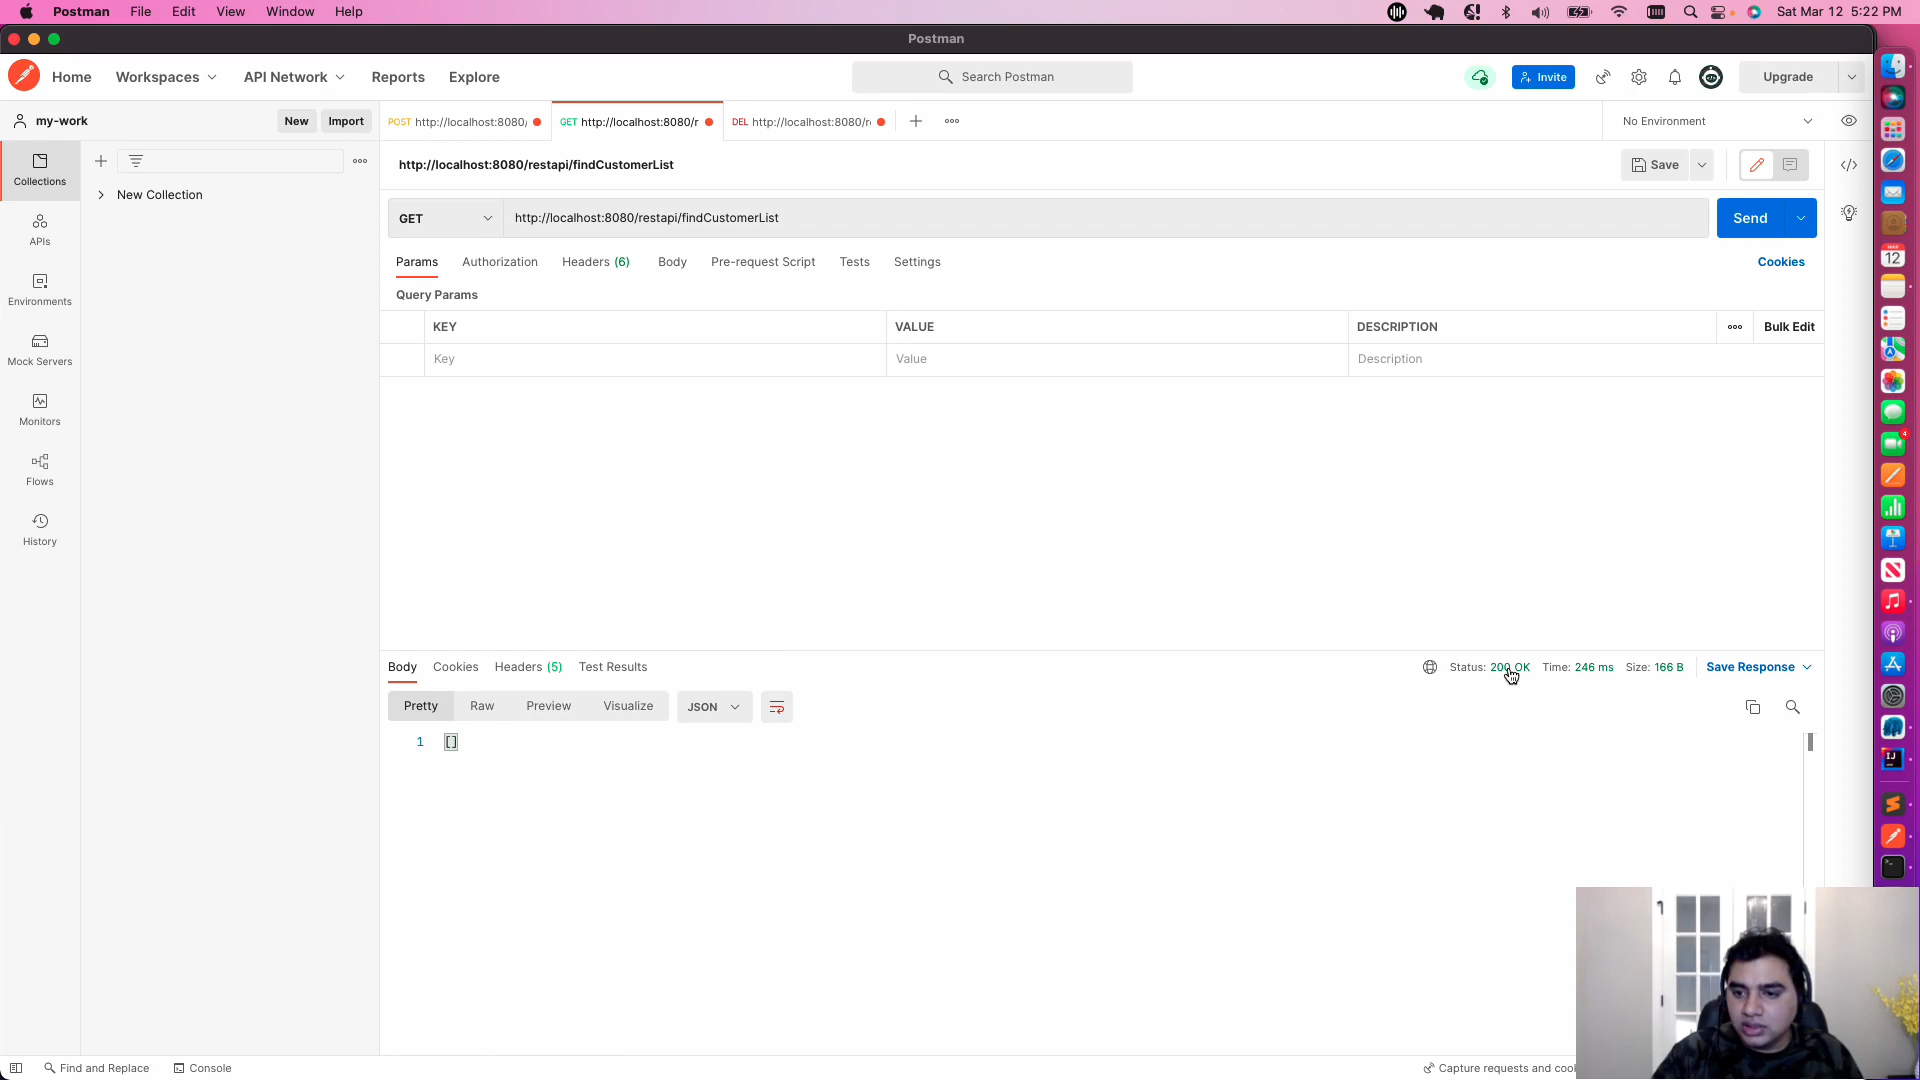 Postman File Edit View Window Help
Sat Mar 12 5:22 PM
Postman
Home Workspaces API Network Reports Explore
Search Postman
Invite
Upgrade
my-work
New
Import
POST http://localhost:8080/
GET http://localhost:8080/r
DEL http://localhost:8080/r
No Environment
Collections
New Collection
http://localhost:8080/restapi/findCustomerList
Save
GET
http://localhost:8080/restapi/findCustomerList
Send
APIs
Environments
Mock Servers
Monitors
Flows
History
Params Authorization Headers (6) Body Pre-request Script Tests Settings
Cookies
Query Params
KEY VALUE DESCRIPTION
Bulk Edit
Key Value Description
MAR
12
4
Body Cookies Headers (5) Test Results
Status: 200 OK Time: 246 ms Size: 166 B
Save Response
Pretty Raw Preview Visualize
JSON
1 []
IJ
Find and Replace
Console
Capture requests and cook